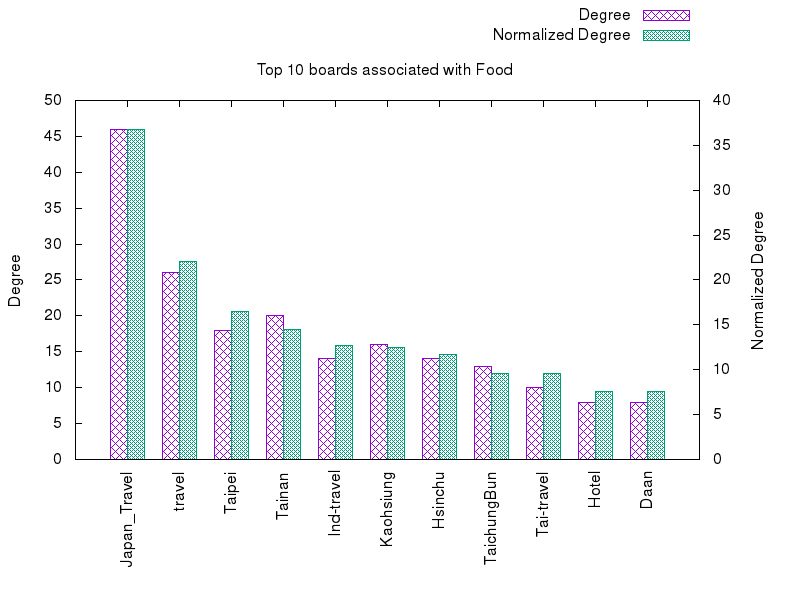 Degree
Normalized Degree
Top 10 boards associated with Food
50
45
40
35
30
25
20
15
10
5
0
40
35
30
25
20
15
10
5
0
Degree
Normalized Degree
Japan_Travel
travel
Taipei
Tainan
Ind-travel
Kaohsiung
Hsinchu
TaichungBun
Tai-travel
Hotel
Daan